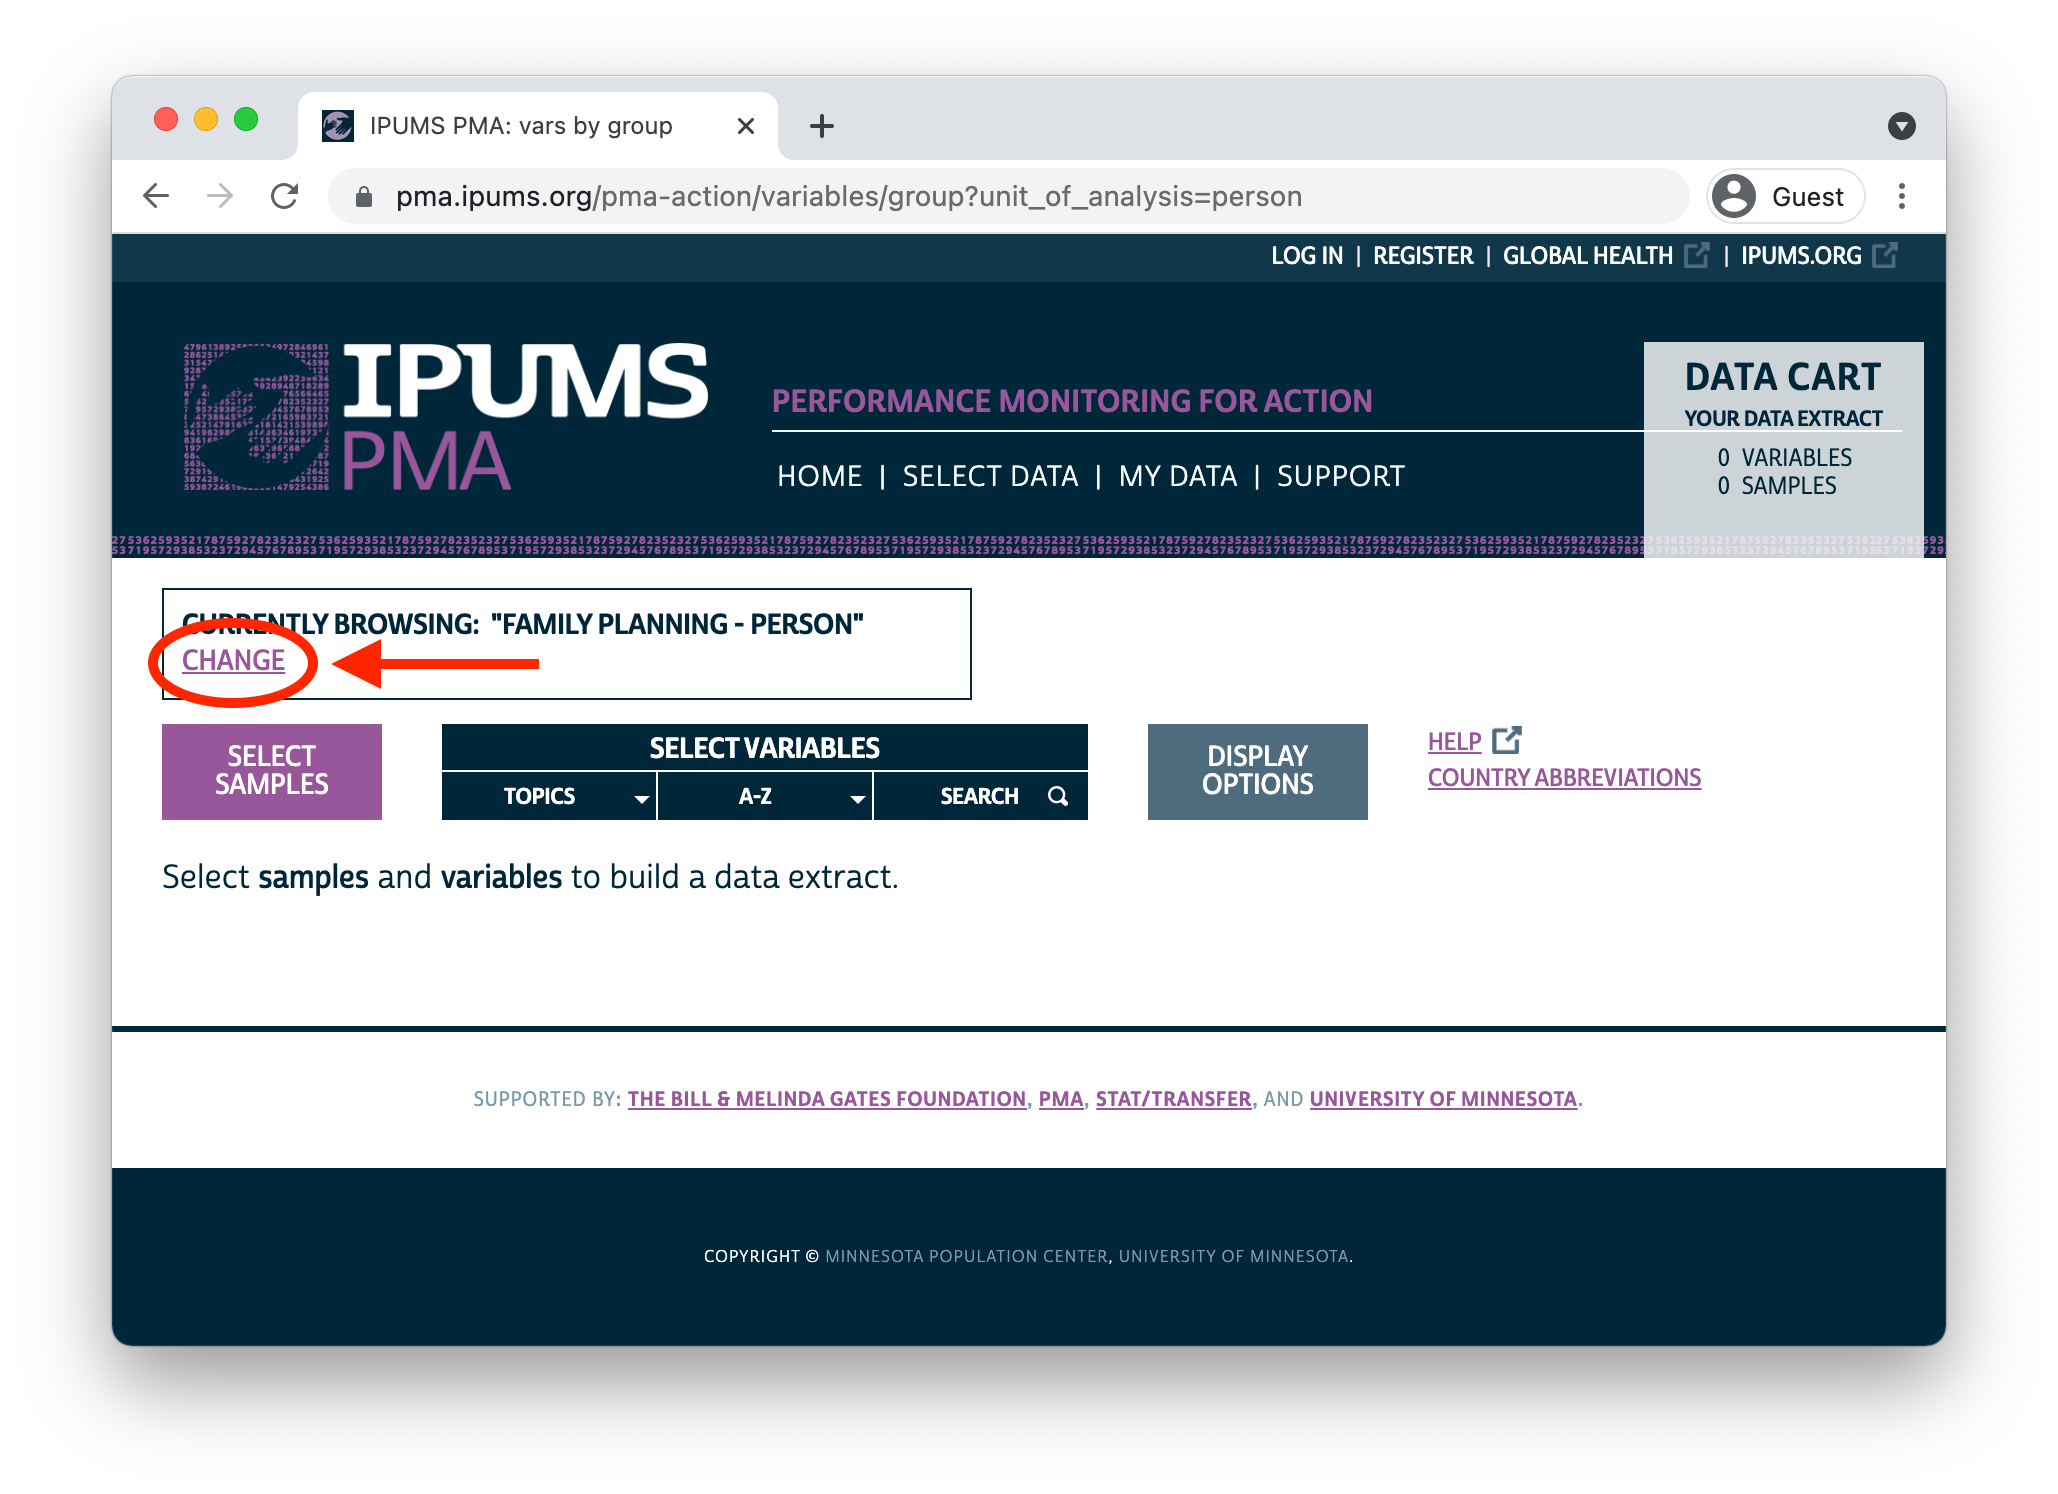 IPUMS PMA: vars by group
pma.ipums.org/pma-action/variables/group?unit_of_analysis=person
Guest
LOG IN | REGISTER | GLOBAL HEALTH | IPUMS.ORG
IPUMS
PMA
PERFORMANCE MONITORING FOR ACTION
HOME | SELECT DATA | MY DATA | SUPPORT
DATA CART
YOUR DATA EXTRACT
0 VARIABLES
0 SAMPLES
CURRENTLY BROWSING: "FAMILY PLANNING - PERSON"
CHANGE
SELECT
SAMPLES
SELECT VARIABLES
TOPICS
A-Z
SEARCH
DISPLAY
OPTIONS
HELP
COUNTRY ABBREVIATIONS
Select samples and variables to build a data extract.
SUPPORTED BY: THE BILL & MELINDA GATES FOUNDATION, PMA, STAT/TRANSFER, AND UNIVERSITY OF MINNESOTA.
COPYRIGHT © MINNESOTA POPULATION CENTER, UNIVERSITY OF MINNESOTA.